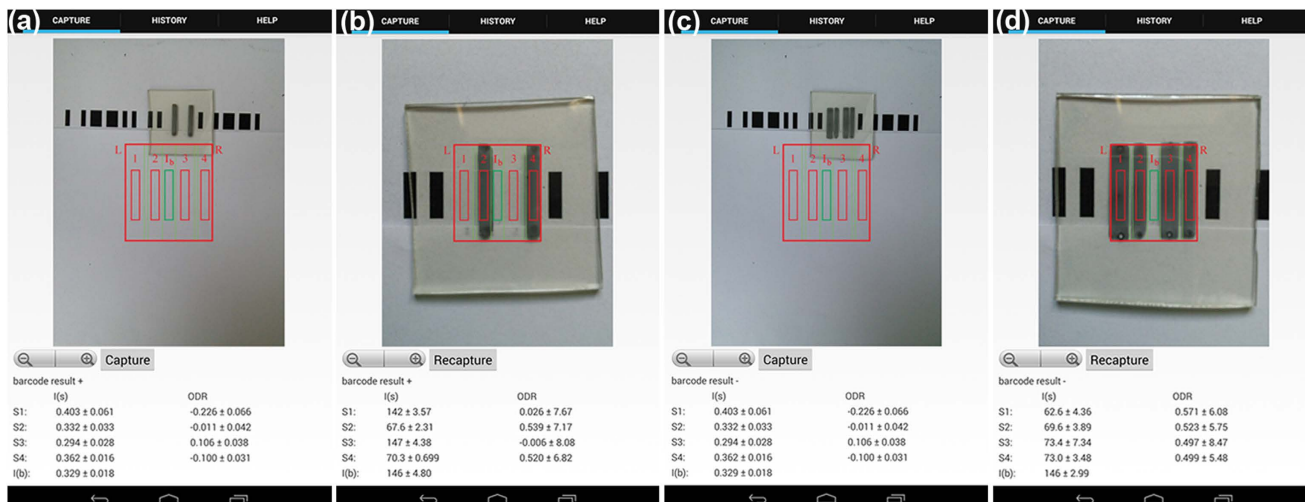 (a) CAPTURE HISTORY HELP
L R
1 2 Ib 3 4
Capture
barcode result +
I(s) ODR
S1: 0.403 ± 0.061 -0.226 ± 0.066
S2: 0.332 ± 0.033 -0.011 ± 0.042
S3: 0.294 ± 0.028 0.106 ± 0.038
S4: 0.362 ± 0.016 -0.100 ± 0.031
I(b): 0.329 ± 0.018
(b) CAPTURE HISTORY HELP
L R
1 2 Ib 3 4
Recapture
barcode result +
I(s) ODR
S1: 142 ± 3.57 0.026 ± 7.67
S2: 67.6 ± 2.31 0.539 ± 7.17
S3: 147 ± 4.38 -0.006 ± 8.08
S4: 70.3 ± 0.699 0.520 ± 6.82
I(b): 146 ± 4.80
(c) CAPTURE HISTORY HELP
L R
1 2 Ib 3 4
Capture
barcode result -
I(s) ODR
S1: 0.403 ± 0.061 -0.226 ± 0.066
S2: 0.332 ± 0.033 -0.011 ± 0.042
S3: 0.294 ± 0.028 0.106 ± 0.038
S4: 0.362 ± 0.016 -0.100 ± 0.031
I(b): 0.329 ± 0.018
(d) CAPTURE HISTORY HELP
L R
1 2 Ib 3 4
Recapture
barcode result -
I(s) ODR
S1: 62.6 ± 4.36 0.571 ± 6.08
S2: 69.6 ± 3.89 0.523 ± 5.75
S3: 73.4 ± 7.34 0.497 ± 8.47
S4: 73.0 ± 3.48 0.499 ± 5.48
I(b): 146 ± 2.99